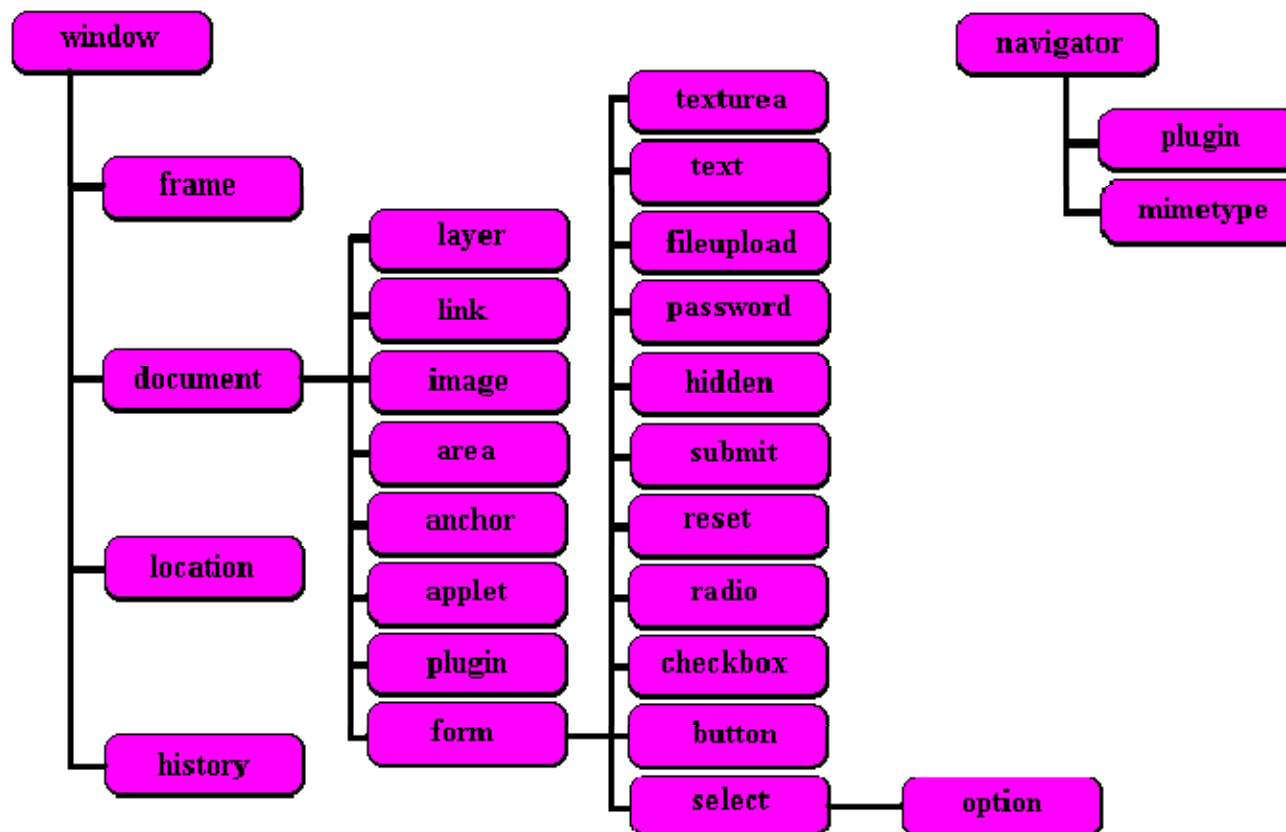 window
frame
document
location
history
layer
link
image
area
anchor
applet
plugin
form
texturea
text
fileupload
password
hidden
submit
reset
radio
checkbox
button
select
option
navigator
plugin
mimetype